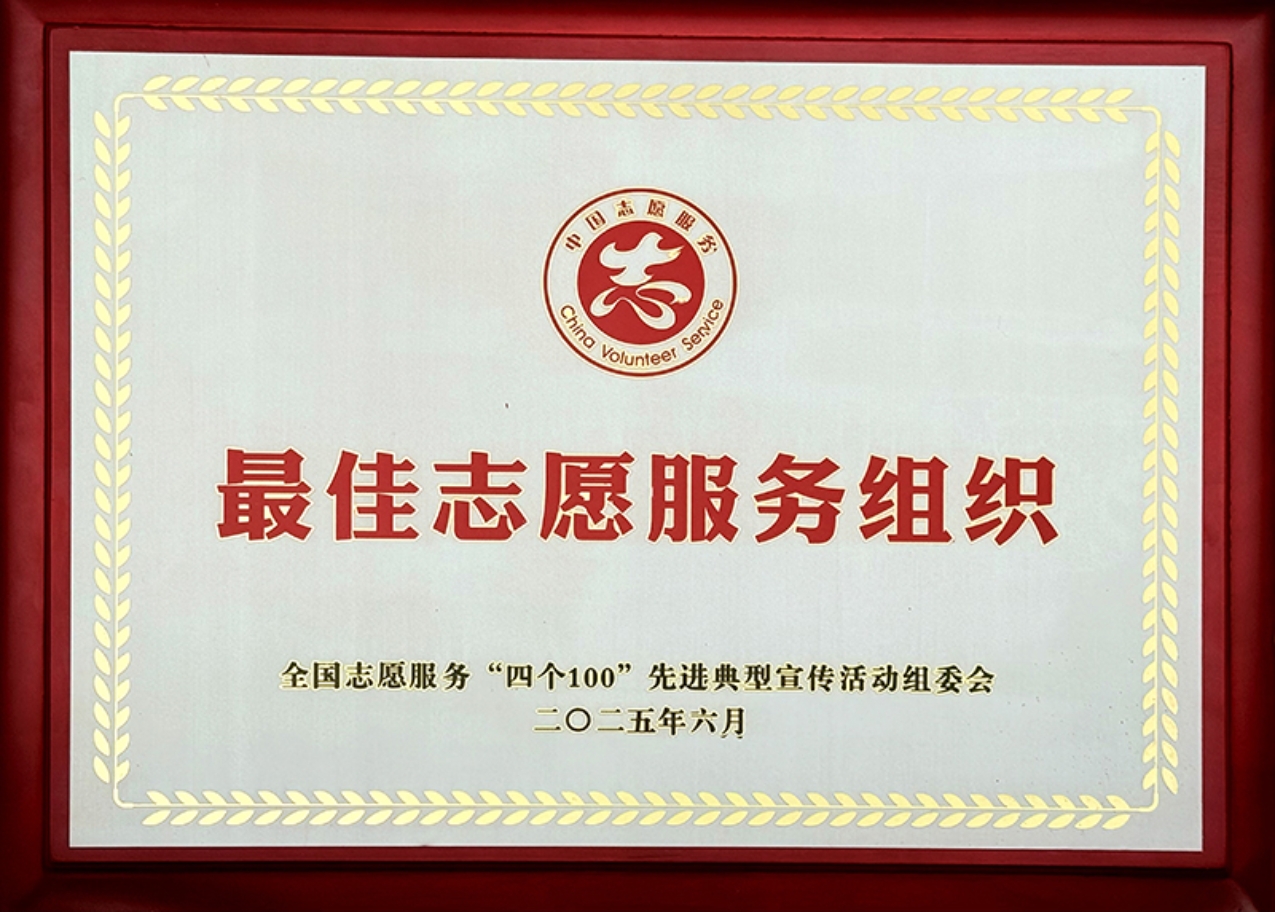 中国志愿服务
志
China Volunteer Service
最佳志愿服务组织
全国志愿服务“四个100”先进典型宣传活动组委会
二〇二五年六月